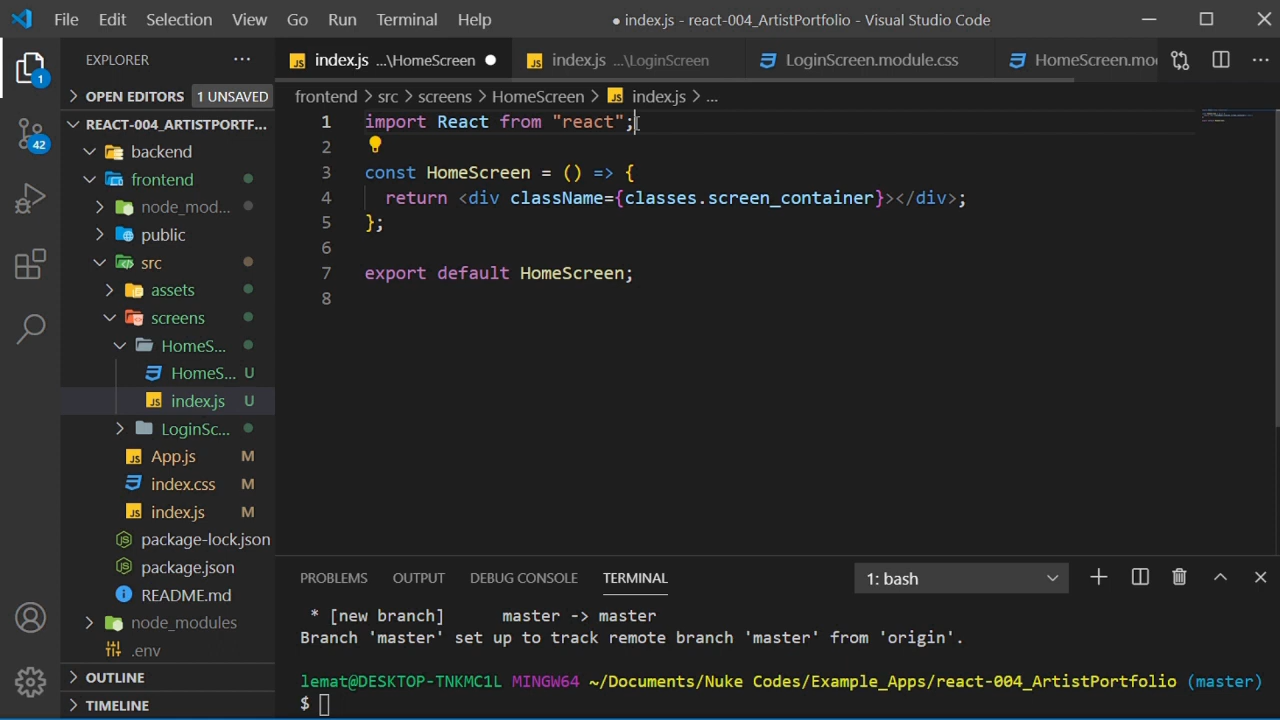 File Edit Selection View Go Run Terminal Help ● index.js - react-004_ArtistPortfolio - Visual Studio Code
EXPLORER ...
index.js ...\HomeScreen
index.js ...\LoginScreen
LoginScreen.module.css
HomeScreen.mo
...
1
42
OPEN EDITORS 1 UNSAVED
REACT-004_ARTISTPORTF...
backend
frontend
node_mod...
public
src
assets
screens
HomeS...
HomeS... U
index.js U
LoginSc...
App.js M
index.css M
index.js M
package-lock.json
package.json
README.md
node_modules
.env
OUTLINE
TIMELINE
frontend > src > screens > HomeScreen > JS index.js > ...
1 import React from "react";
2
3 const HomeScreen = () => {
4 return <div className={classes.screen_container}></div>;
5 };
6
7 export default HomeScreen;
8
PROBLEMS OUTPUT DEBUG CONSOLE TERMINAL 1: bash
* [new branch] master -> master
Branch 'master' set up to track remote branch 'master' from 'origin'.
lemat@DESKTOP-TNKMC1L MINGW64 ~/Documents/Nuke Codes/Example_Apps/react-004_ArtistPortfolio (master)
$